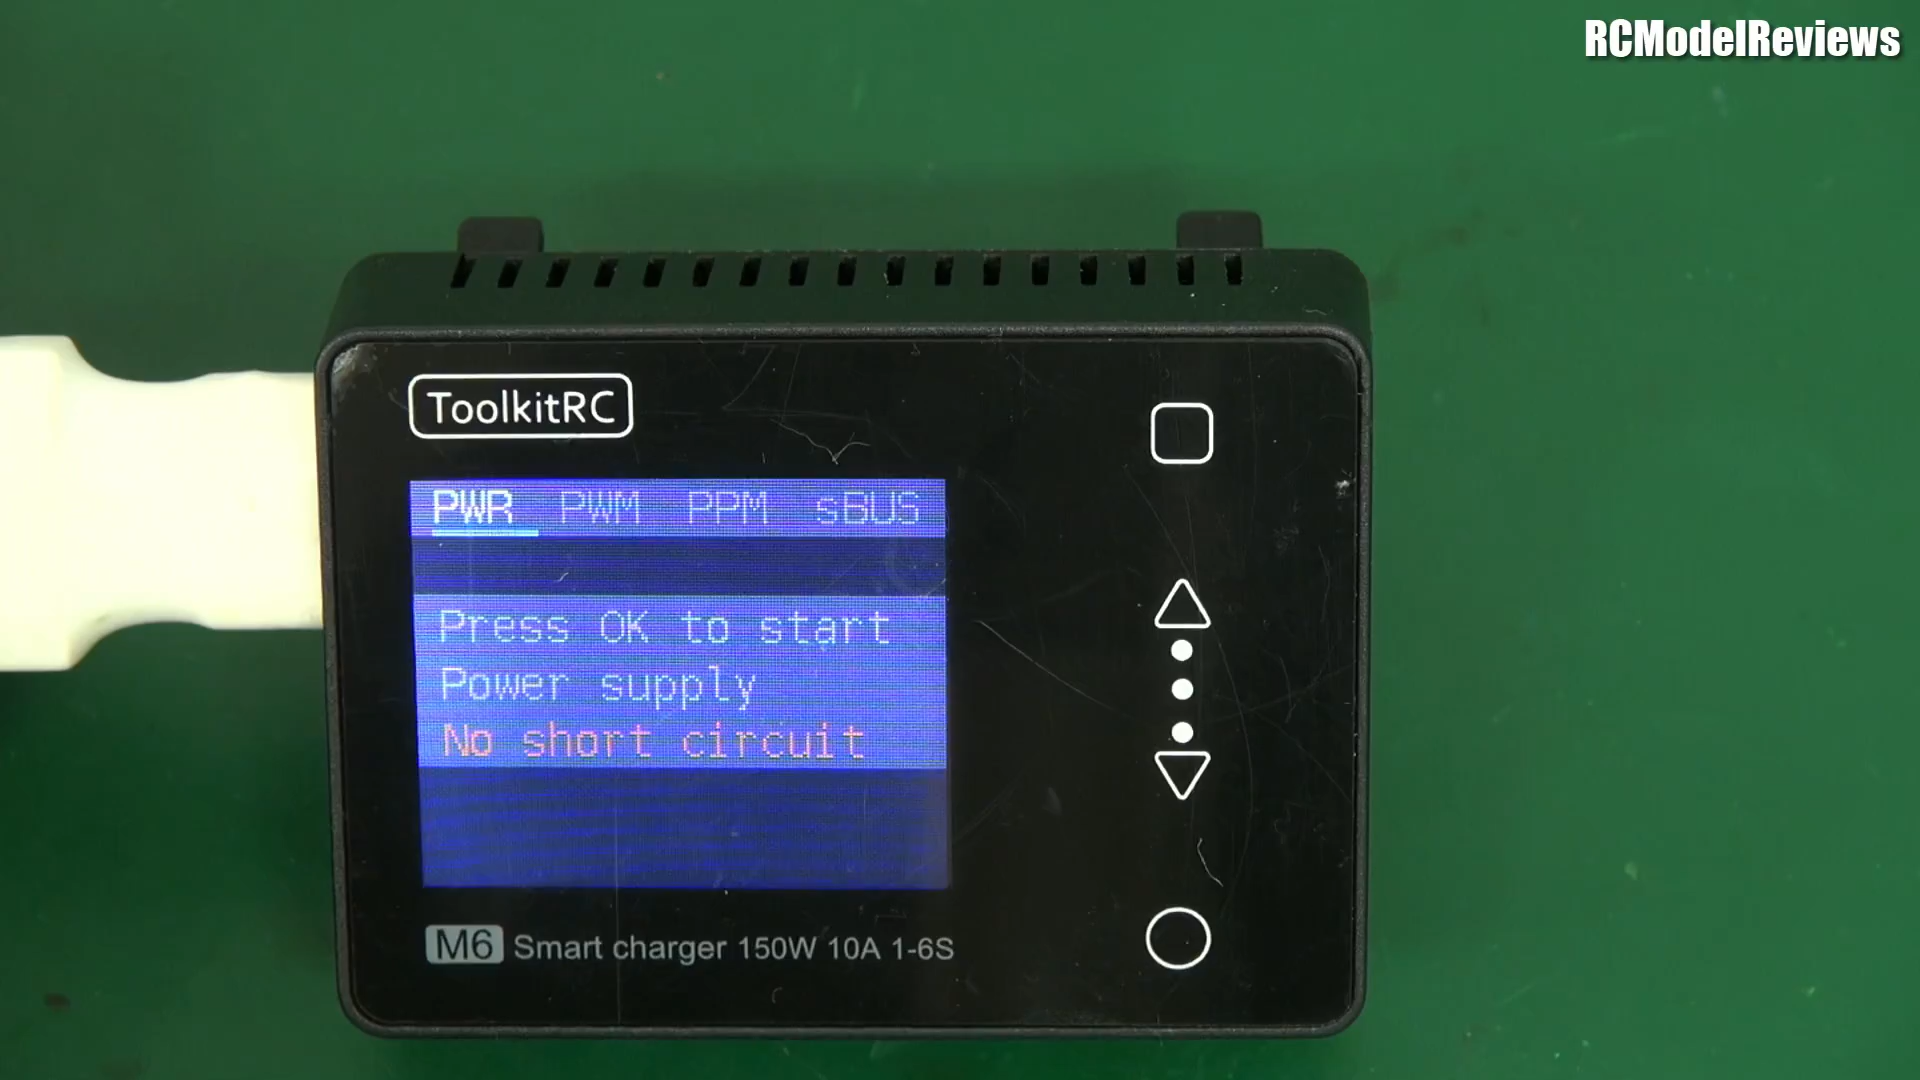 RCModelReviews
ToolkitRC
PWR PWM PPM sBUS
Press OK to start
Power supply
No short circuit
M6 Smart charger 150W 10A 1-6S